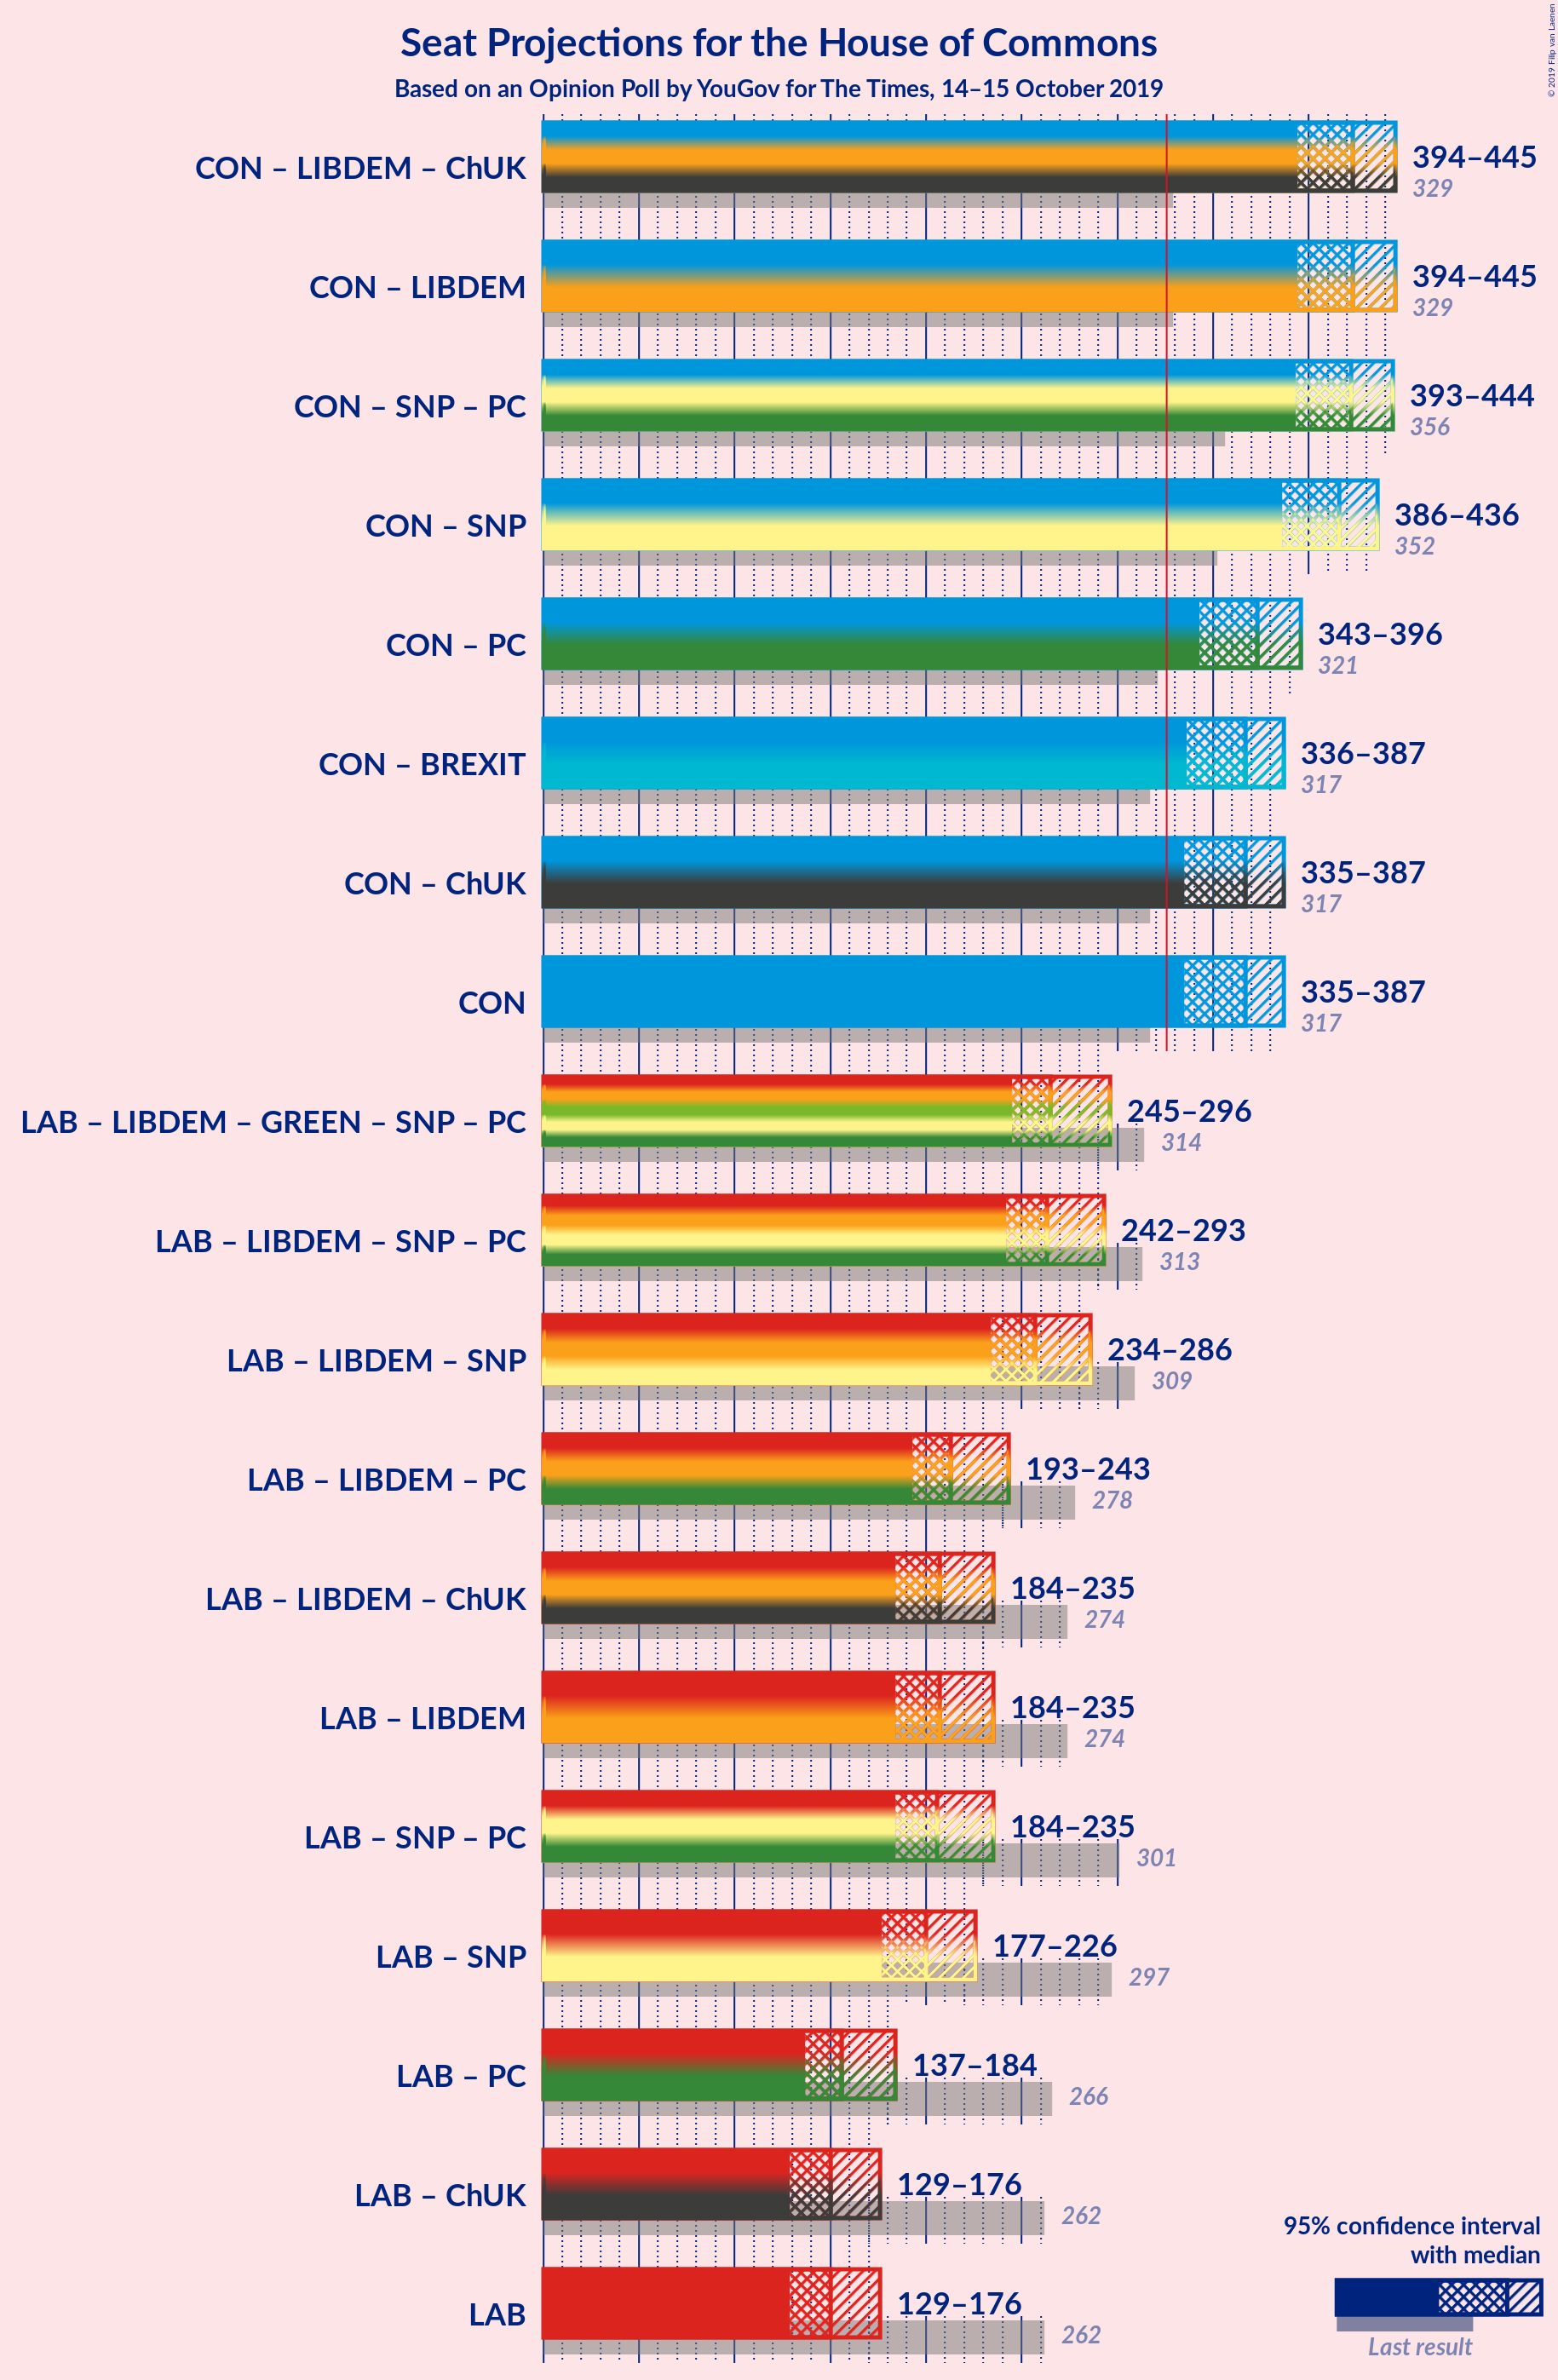 Seat Projections for the House of Commons
Based on an Opinion Poll by YouGov for The Times, 14–15 October 2019
© 2019 Filip van Laenen
CON – LIBDEM – ChUK
394–445
329
CON – LIBDEM
394–445
329
CON – SNP – PC
393–444
356
CON – SNP
386–436
352
CON – PC
343–396
321
CON – BREXIT
336–387
317
CON – ChUK
335–387
317
CON
335–387
317
LAB – LIBDEM – GREEN – SNP – PC
245–296
314
LAB – LIBDEM – SNP – PC
242–293
313
LAB – LIBDEM – SNP
234–286
309
LAB – LIBDEM – PC
193–243
278
LAB – LIBDEM – ChUK
184–235
274
LAB – LIBDEM
184–235
274
LAB – SNP – PC
184–235
301
LAB – SNP
177–226
297
LAB – PC
137–184
266
LAB – ChUK
129–176
262
LAB
129–176
262
95% confidence interval
with median
Last result